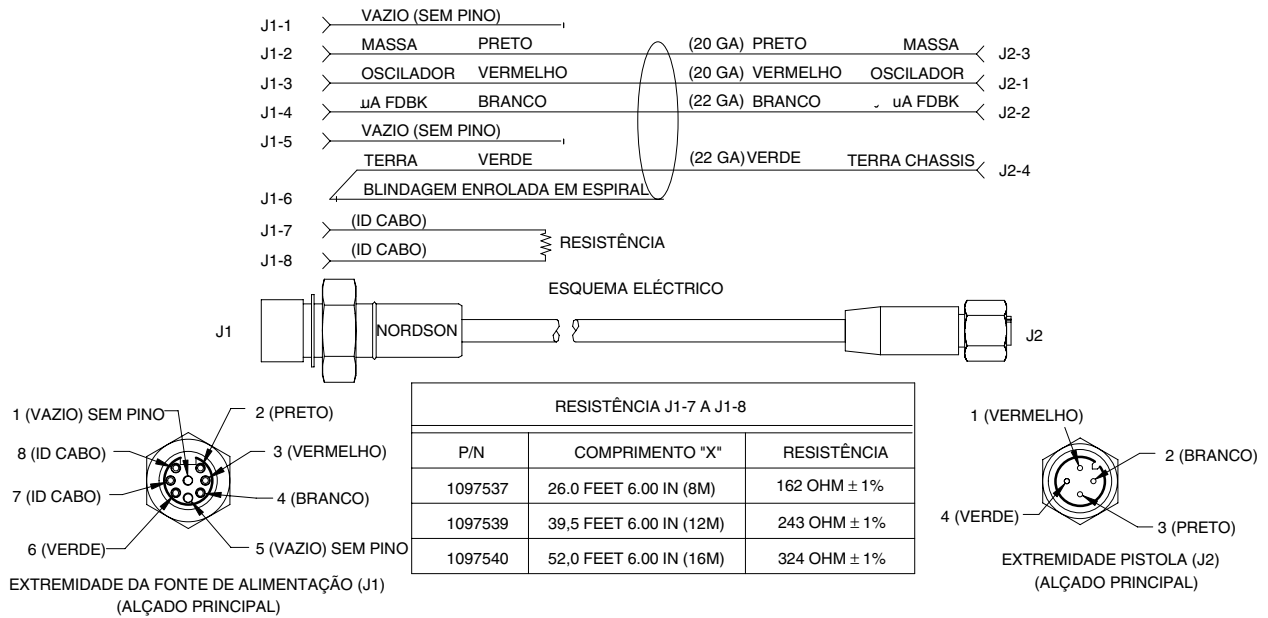 J1-1 VAZIO (SEM PINO)
J1-2 MASSA PRETO (20 GA) PRETO MASSA J2-3
J1-3 OSCILADOR VERMELHO (20 GA) VERMELHO OSCILADOR J2-1
J1-4 uA FDBK BRANCO (22 GA) BRANCO uA FDBK J2-2
J1-5 VAZIO (SEM PINO)
TERRA VERDE (22 GA) VERDE TERRA CHASSIS J2-4
J1-6 BLINDAGEM ENROLADA EM ESPIRAL
J1-7 (ID CABO)
RESISTÊNCIA
J1-8 (ID CABO)
ESQUEMA ELÉCTRICO
J1 NORDSON J2
1 (VAZIO) SEM PINO
2 (PRETO)
8 (ID CABO)
3 (VERMELHO)
7 (ID CABO)
4 (BRANCO)
6 (VERDE)
5 (VAZIO) SEM PINO
EXTREMIDADE DA FONTE DE ALIMENTAÇÃO (J1)
(ALÇADO PRINCIPAL)
RESISTÊNCIA J1-7 A J1-8
P/N COMPRIMENTO "X" RESISTÊNCIA
1097537 26.0 FEET 6.00 IN (8M) 162 OHM ± 1%
1097539 39,5 FEET 6.00 IN (12M) 243 OHM ± 1%
1097540 52,0 FEET 6.00 IN (16M) 324 OHM ± 1%
1 (VERMELHO)
2 (BRANCO)
4 (VERDE)
3 (PRETO)
EXTREMIDADE PISTOLA (J2)
(ALÇADO PRINCIPAL)